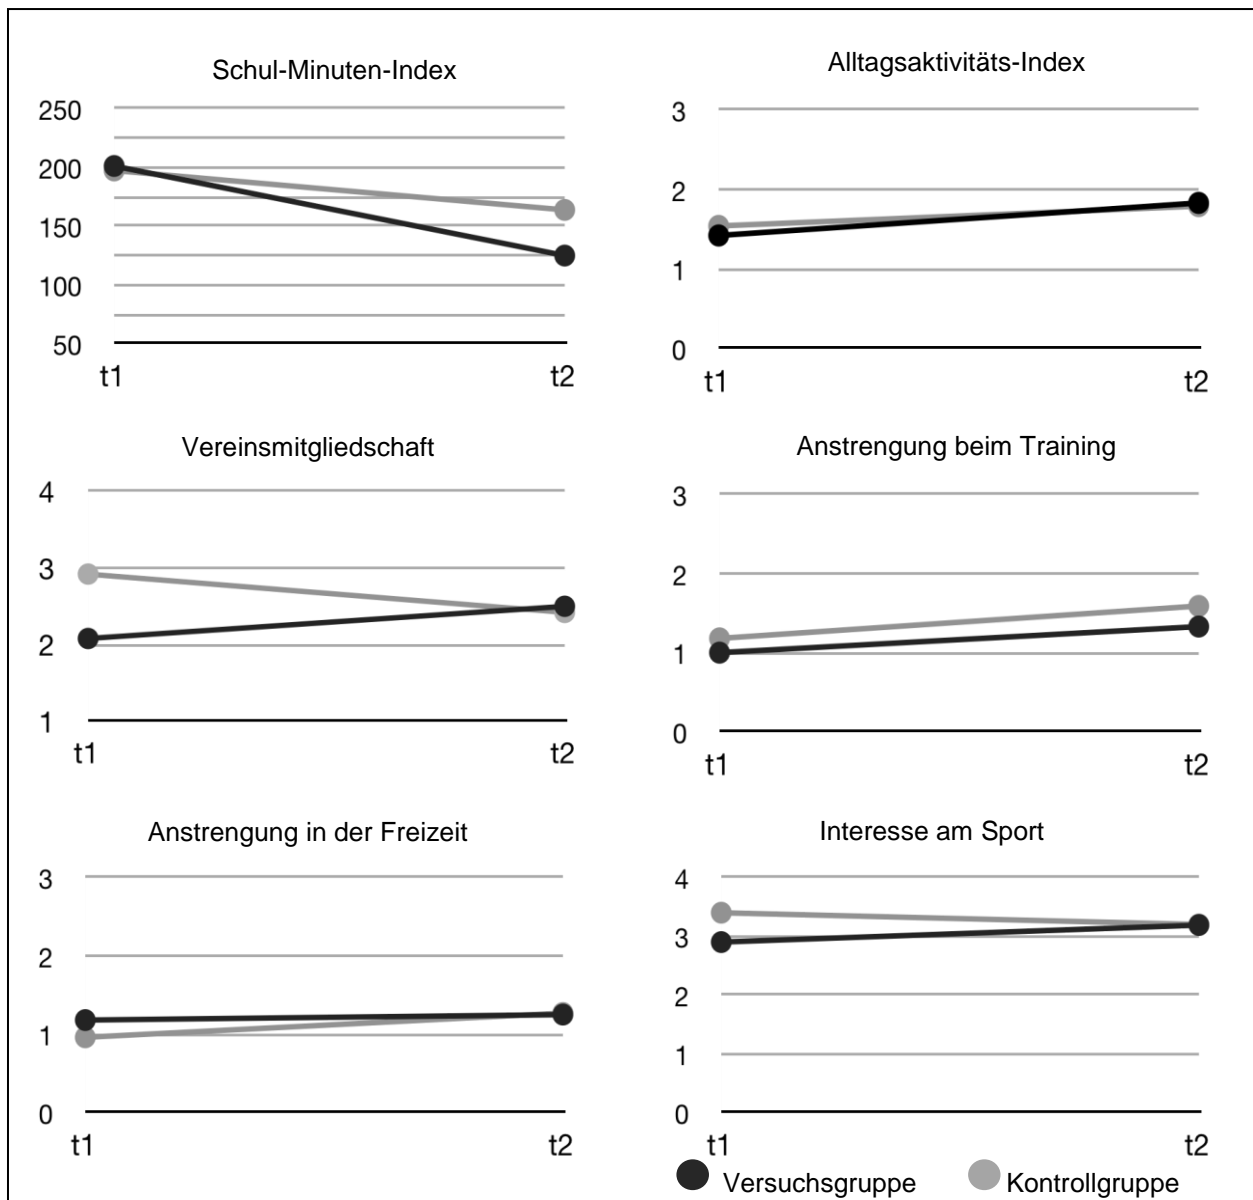 Schul-Minuten-Index
250
200
150
100
50
t1 t2
Alltagsaktivitäts-Index
3
2
1
0
t1 t2
Vereinsmitgliedschaft
4
3
2
1
t1 t2
Anstrengung beim Training
3
2
1
0
t1 t2
Anstrengung in der Freizeit
3
2
1
0
t1 t2
Interesse am Sport
4
3
2
1
0
t1 t2
Versuchsgruppe Kontrollgruppe